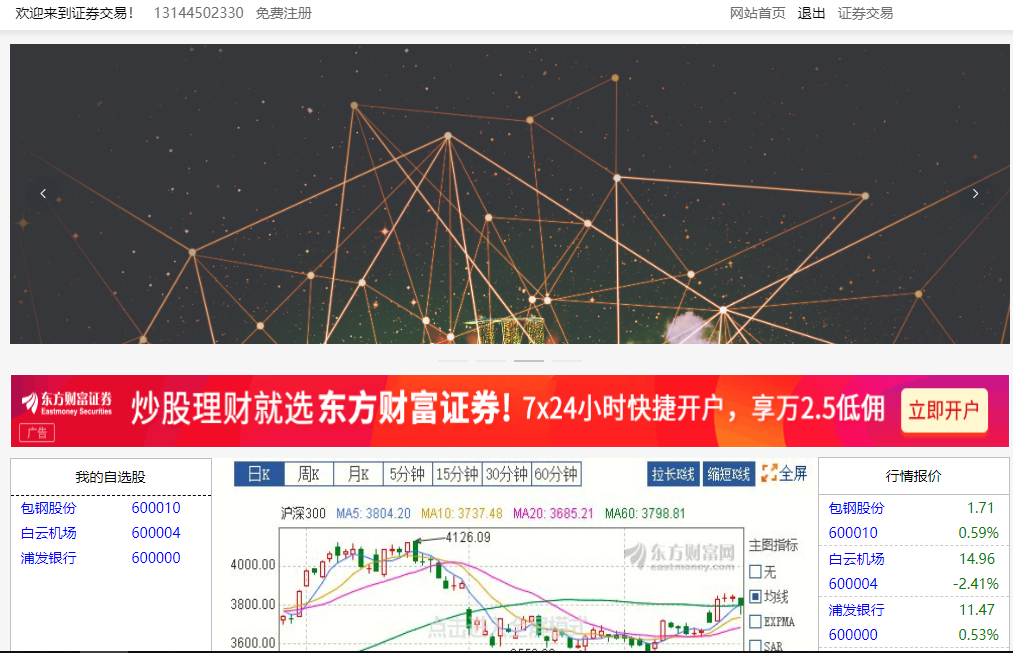 欢迎来到证券交易！ 13144502330 免费注册 网站首页 退出 证券交易
东方财富证券 炒股理财就选东方财富证券! 7x24小时快捷开户，享万2.5低佣 立即开户
Eastmoney Securities
广告
我的自选股
包钢股份 600010
白云机场 600004
浦发银行 600000
日K 周K 月K 5分钟 15分钟 30分钟 60分钟 拉长K线 缩短K线 全屏
沪深300 MA5: 3804.20 MA10: 3737.48 MA20: 3685.21 MA60: 3798.81
4126.09
东方财富网
eastmoney.com
4000.00
3800.00
3600.00
主图指标
无
均线
EXPMA
SAR
行情报价
包钢股份 1.71
600010 0.59%
白云机场 14.96
600004 -2.41%
浦发银行 11.47
600000 0.53%